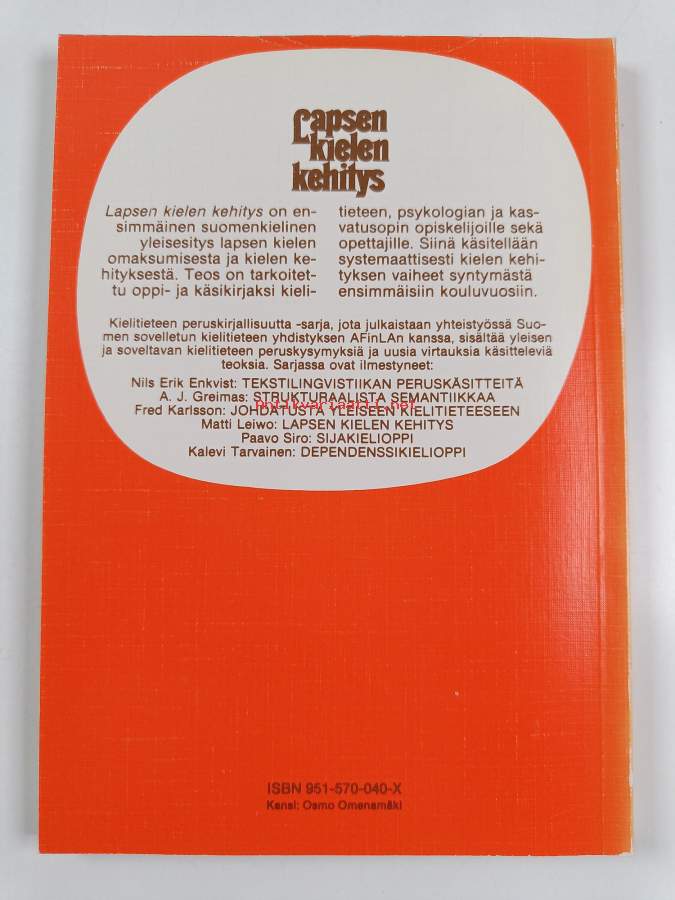 Lapsen
kielen
kehitys
Lapsen kielen kehitys on en-
simmäinen suomenkielinen
yleisesitys lapsen kielen
omaksumisesta ja kielen ke-
hityksestä. Teos on tarkoitet-
tu oppi- ja käsikirjaksi kieli-
tieteen, psykologian ja kas-
vatusopin opiskelijoille sekä
opettajille. Siinä käsitellään
systemaattisesti kielen kehi-
tyksen vaiheet syntymästä
ensimmäisiin kouluvuosiin.
Kielitieteen peruskirjallisuutta -sarja, jota julkaistaan yhteistyössä Suo-
men sovelletun kielitieteen yhdistyksen AFinLAn kanssa, sisältää yleisen
ja soveltavan kielitieteen peruskysymyksiä ja uusia virtauksia käsitteleviä
teoksia. Sarjassa ovat ilmestyneet:
Nils Erik Enkvist: TEKSTILINGVISTIIKAN PERUSKÄSITTEITÄ
A. J. Greimas: STRUKTURAALISTA SEMANTIIKKAA
antikvariaatti.net
Fred Karlsson: JOHDATUSTA YLEISEEN KIELITIETEESEEN
Matti Leiwo: LAPSEN KIELEN KEHITYS
Paavo Siro: SIJAKIELIOPPI
Kalevi Tarvainen: DEPENDENSSIKIELIOPPI
ISBN 951-570-040-X
Kansi: Osmo Omenamäki